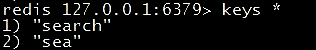 redis 127.0.0.1:6379> keys *
1) "search"
2) "sea"